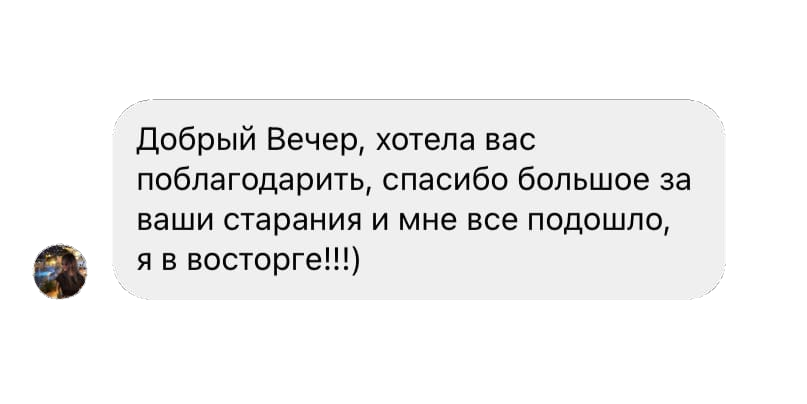 Добрый Вечер, хотела вас
поблагодарить, спасибо большое за
ваши старания и мне все подошло,
я в восторге!!!)